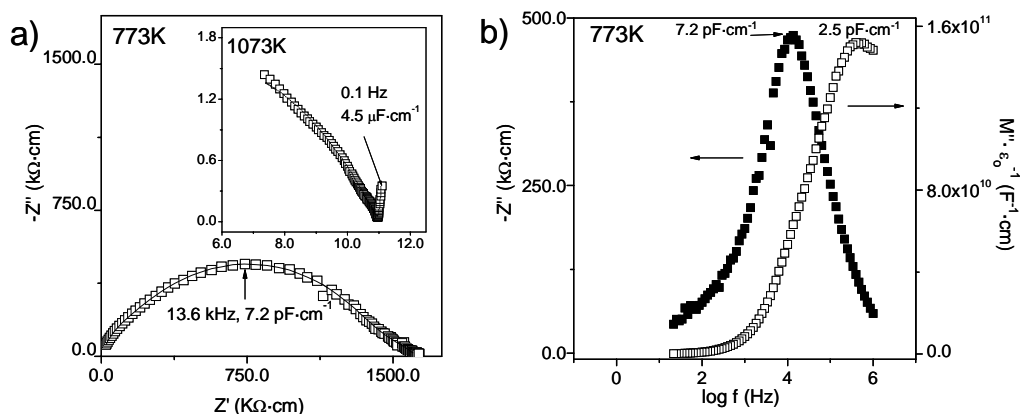 a)
773K
1073K
-Z'' (kΩ·cm)
1500.0
750.0
0.0
0.0
750.0
1500.0
Z' (KΩ·cm)
1.8
1.2
0.6
0.0
6.0
8.0
10.0
12.0
0.1 Hz
4.5 µF·cm⁻¹
13.6 kHz, 7.2 pF·cm⁻¹
b)
773K
7.2 pF·cm⁻¹
2.5 pF·cm⁻¹
-Z'' (kΩ·cm)
500.0
250.0
0.0
0
2
4
6
log f (Hz)
1.6x10¹¹
8.0x10¹⁰
0.0
M''·εₒ⁻¹ (F⁻¹·cm)